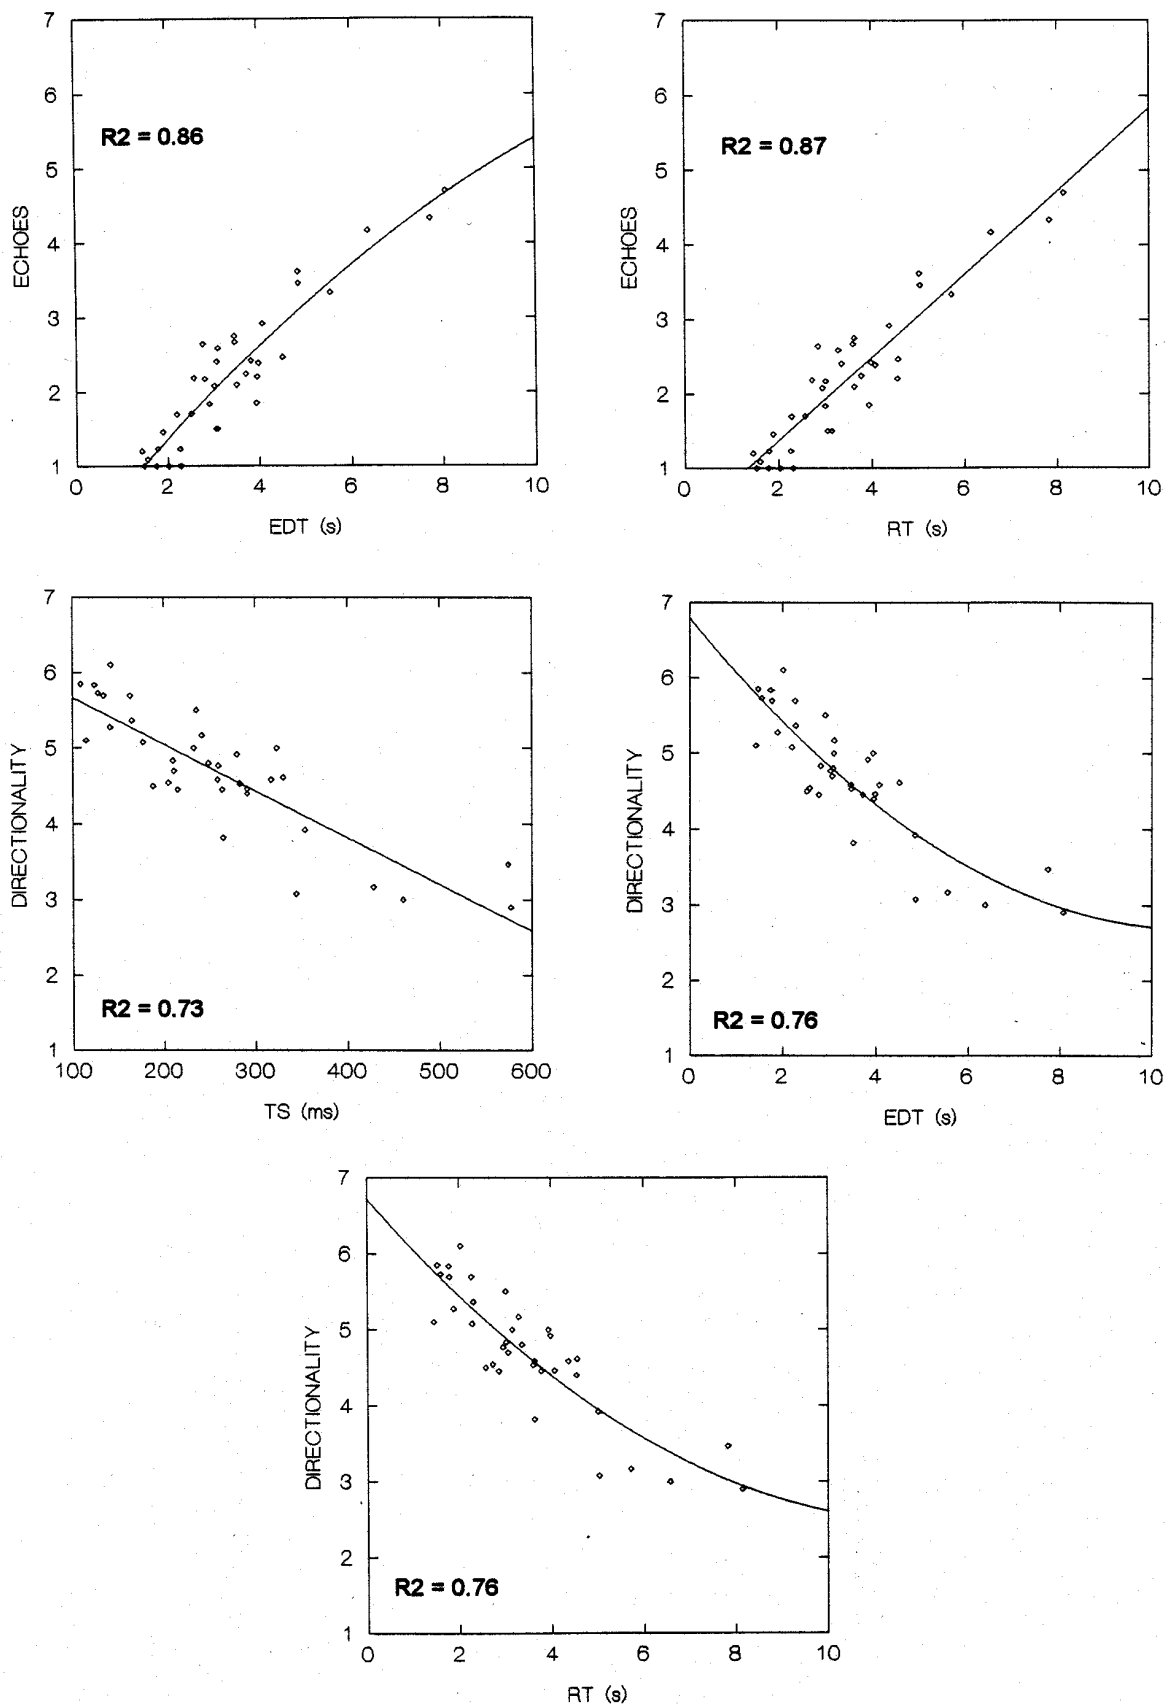 7
6
5
4
3
2
1
ECHOES
R2 = 0.86
0 2 4 6 8 10
EDT (s)
7
6
5
4
3
2
1
ECHOES
R2 = 0.87
0 2 4 6 8 10
RT (s)
7
6
5
4
3
2
1
DIRECTIONALITY
R2 = 0.73
100 200 300 400 500 600
TS (ms)
7
6
5
4
3
2
1
DIRECTIONALITY
R2 = 0.76
0 2 4 6 8 10
EDT (s)
7
6
5
4
3
2
1
DIRECTIONALITY
R2 = 0.76
0 2 4 6 8 10
RT (s)